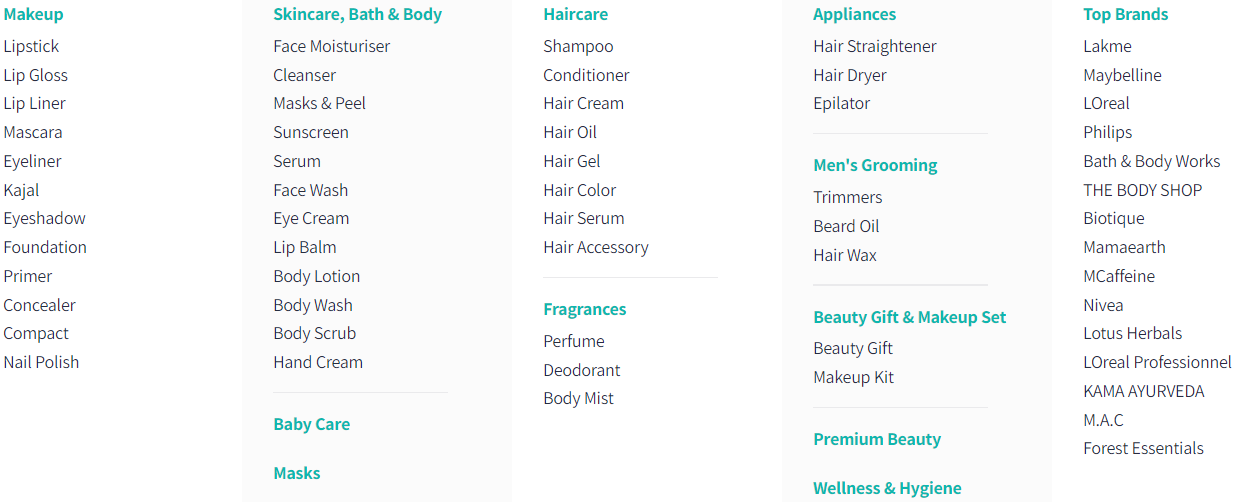 Makeup
Lipstick
Lip Gloss
Lip Liner
Mascara
Eyeliner
Kajal
Eyeshadow
Foundation
Primer
Concealer
Compact
Nail Polish
Skincare, Bath & Body
Face Moisturiser
Cleanser
Masks & Peel
Sunscreen
Serum
Face Wash
Eye Cream
Lip Balm
Body Lotion
Body Wash
Body Scrub
Hand Cream
Baby Care
Masks
Haircare
Shampoo
Conditioner
Hair Cream
Hair Oil
Hair Gel
Hair Color
Hair Serum
Hair Accessory
Fragrances
Perfume
Deodorant
Body Mist
Appliances
Hair Straightener
Hair Dryer
Epilator
Men's Grooming
Trimmers
Beard Oil
Hair Wax
Beauty Gift & Makeup Set
Beauty Gift
Makeup Kit
Premium Beauty
Wellness & Hygiene
Top Brands
Lakme
Maybelline
LOreal
Philips
Bath & Body Works
THE BODY SHOP
Biotique
Mamaearth
MCaffeine
Nivea
Lotus Herbals
LOreal Professionnel
KAMA AYURVEDA
M.A.C
Forest Essentials